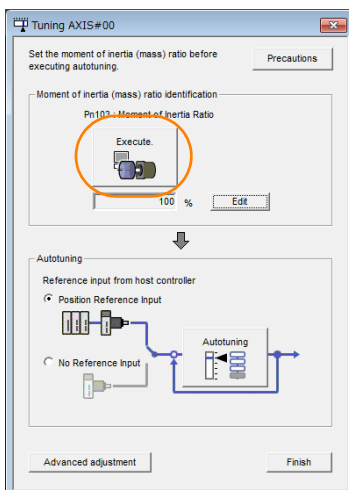 Tuning AXIS#00
Set the moment of inertia (mass) ratio before
executing autotuning.
Precautions
Moment of inertia (mass) ratio identification
Pn103 : Moment of Inertia Ratio
Execute.
100 % Edit
Autotuning
Reference input from host controller
Position Reference Input
Autotuning
No Reference Input
Advanced adjustment
Finish